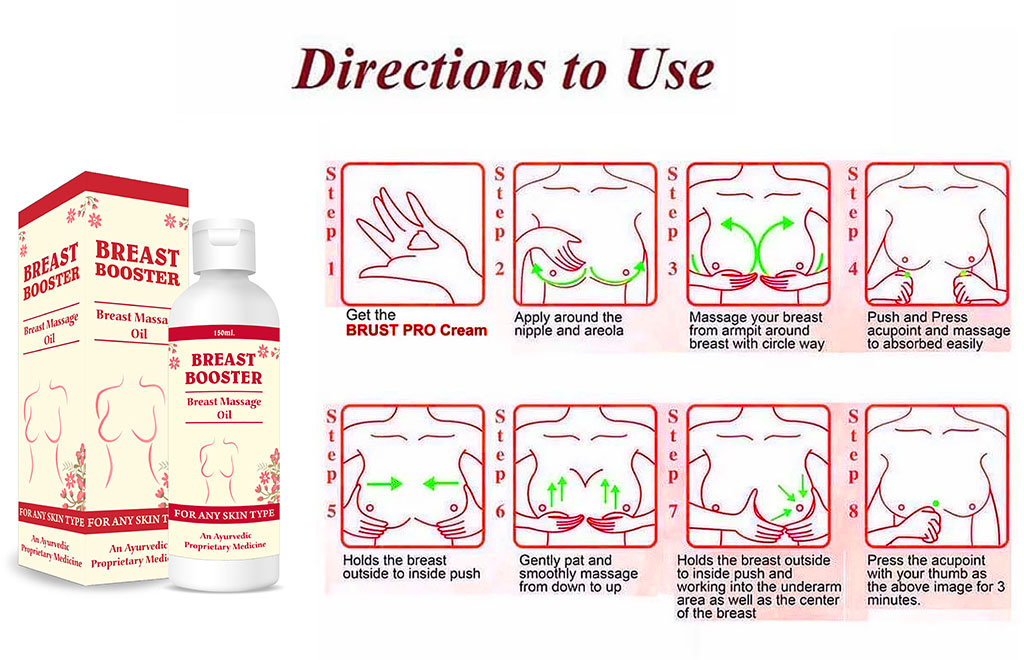 Directions to Use
BREAST
BOOSTER
Breast Massage
Oil
FOR ANY SKIN TYPE
An Ayurvedic
Proprietary Medicine
BREAST
BOOSTER
Breast Massa
Oil
FOR ANY SKIN T
An Ayurvedic
Proprietary Medic
150ml.
BREAST
BOOSTER
Breast Massage
Oil
FOR ANY SKIN TYPE
An Ayurvedic
Proprietary Medicine
Step 1
Get the
BRUST PRO Cream
Step 2
Apply around the
nipple and areola
Step 3
Massage your breast
from armpit around
breast with circle way
Step 4
Push and Press
acupoint and massage
to absorbed easily
Step 5
Holds the breast
outside to inside push
Step 6
Gently pat and
smoothly massage
from down to up
Step 7
Holds the breast outside
to inside push and
working into the underarm
area as well as the center
of the breast
Step 8
Press the acupoint
with your thumb as
the above image for 3
minutes.